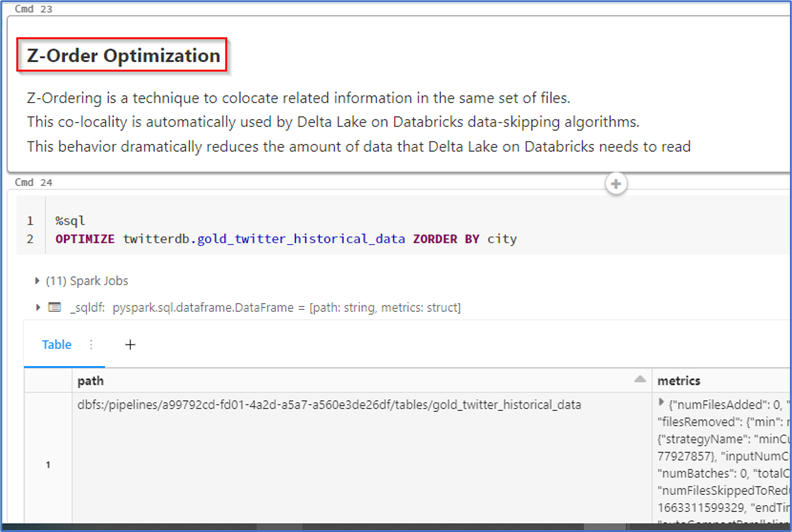 Cmd 23
Z-Order Optimization
Z-Ordering is a technique to colocate related information in the same set of files.
This co-locality is automatically used by Delta Lake on Databricks data-skipping algorithms.
This behavior dramatically reduces the amount of data that Delta Lake on Databricks needs to read
Cmd 24
1 %sql
2 OPTIMIZE twitterdb.gold_twitter_historical_data ZORDER BY city
(11) Spark Jobs
_sqldf: pyspark.sql.dataframe.DataFrame = [path: string, metrics: struct]
Table
path metrics
dbfs:/pipelines/a99792cd-fd01-4a2d-a5a7-a560e3de26df/tables/gold_twitter_historical_data {"numFilesAdded": 0, "
"filesRemoved": {"min": 
{"strategyName": "minCu
1 77927857}, "inputNumC
"numBatches": 0, "totalC
"numFilesSkippedToRedu
1663311599329, "endTim